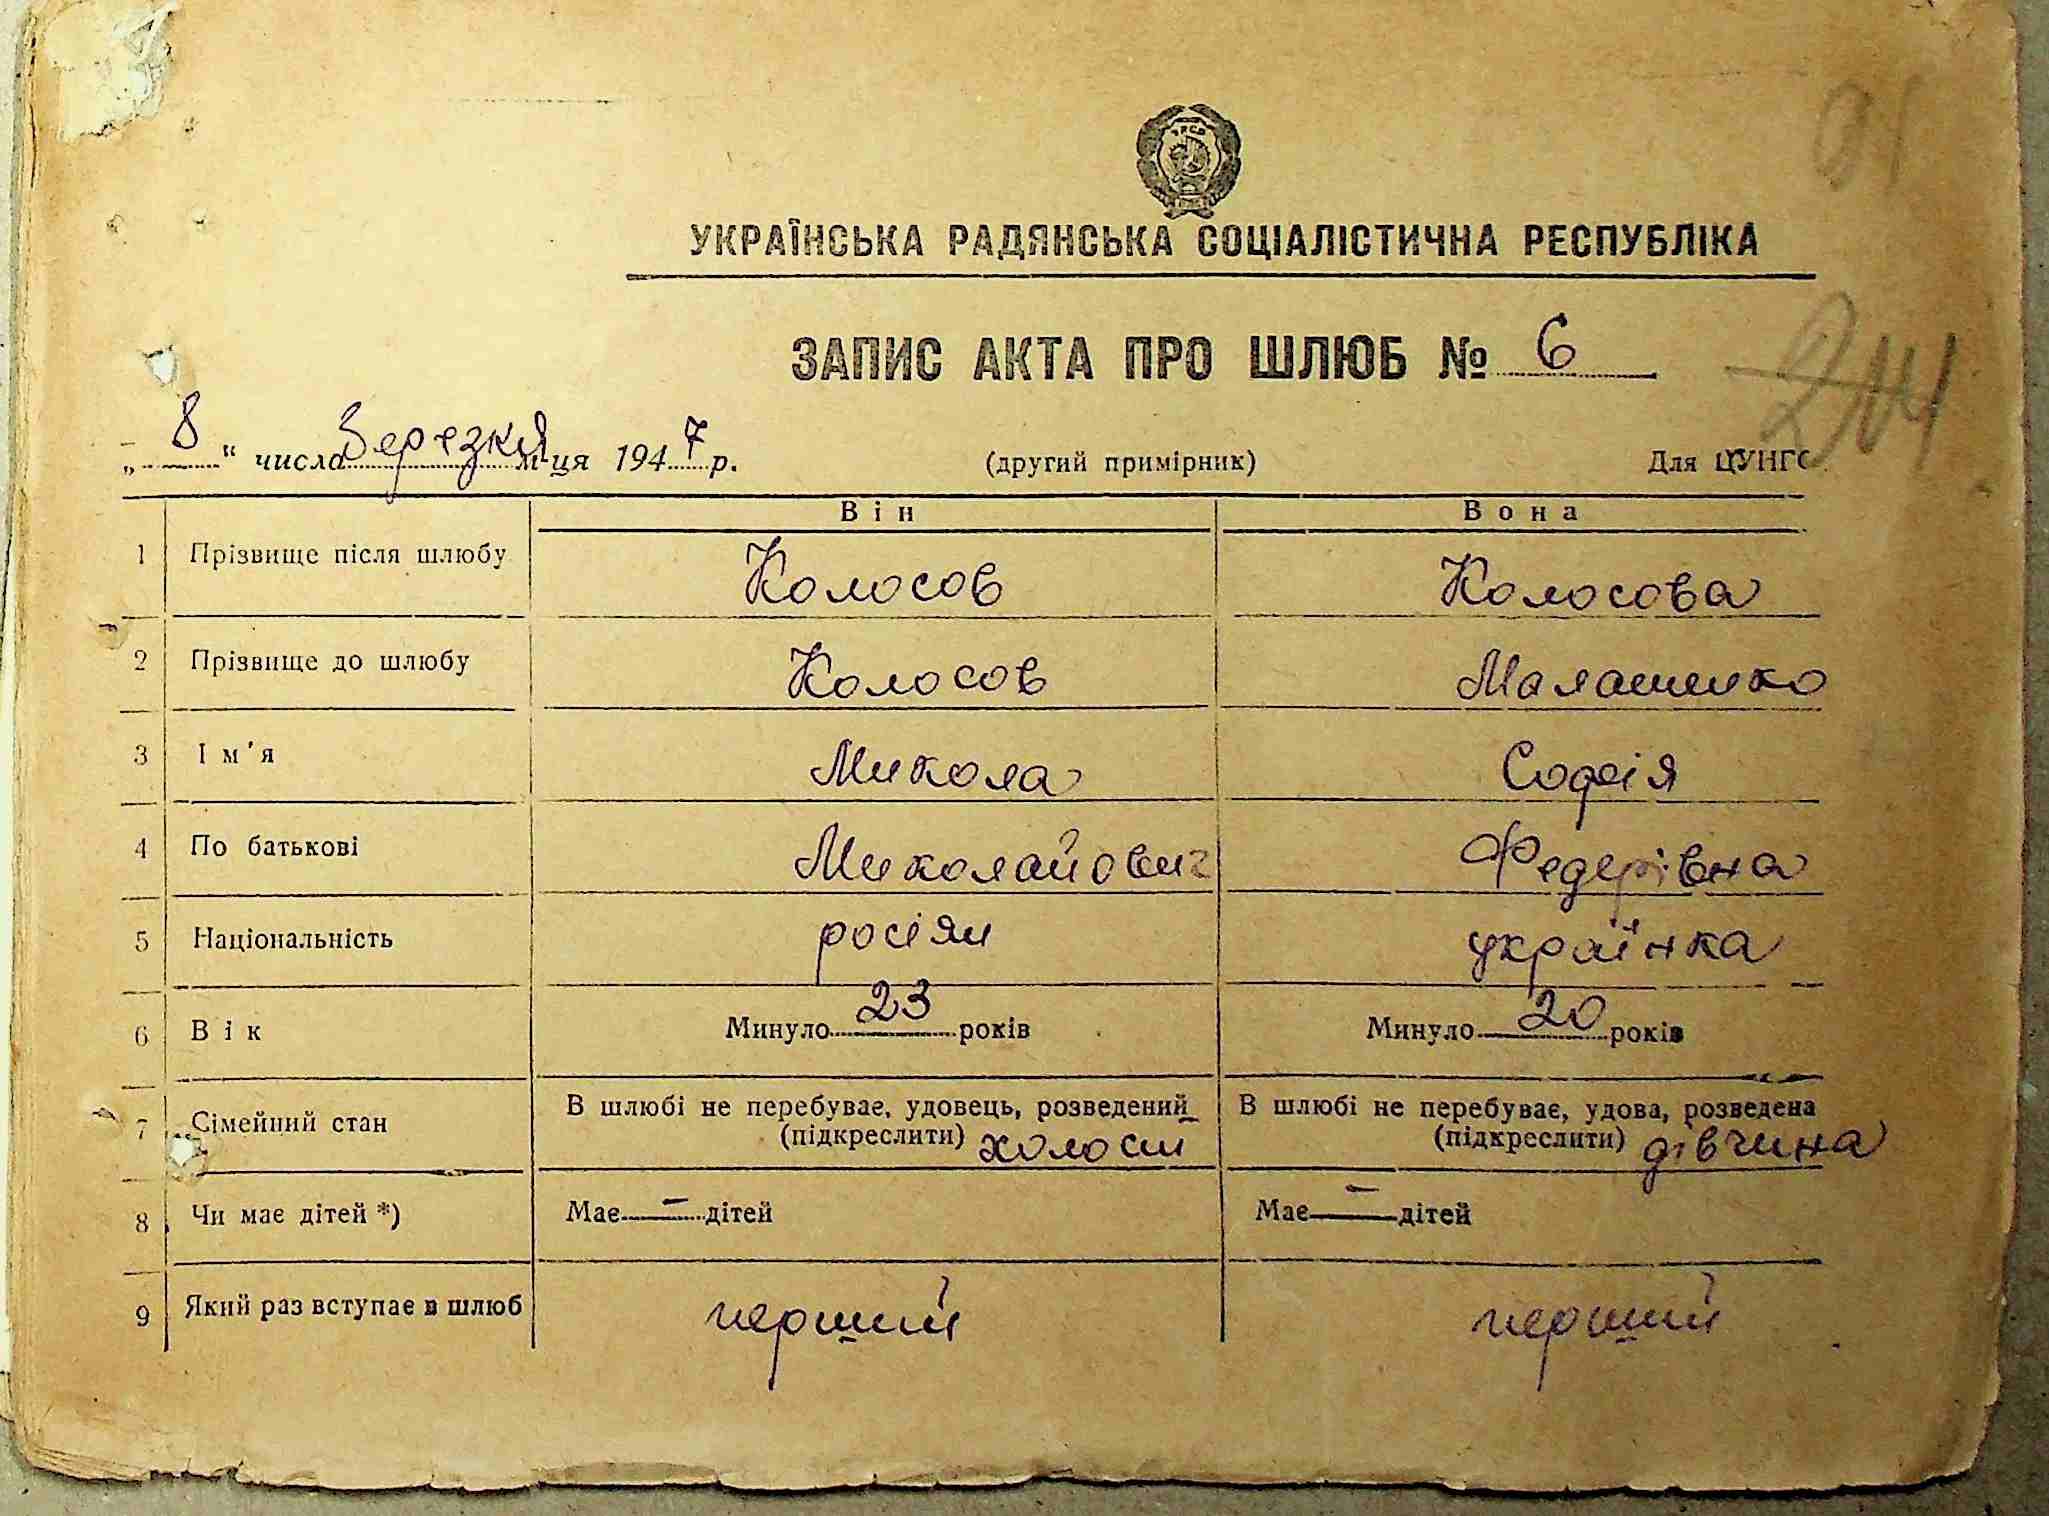 91
УКРАЇНСЬКА РАДЯНСЬКА СОЦІАЛІСТИЧНА РЕСПУБЛІКА
ЗАПИС АКТА ПРО ШЛЮБ № 6
204
„ 8 “ числа березня м-ця 1947 р. (другий примірник) Для ЦУНГО
Він Вона
1 Прізвище після шлюбу Колосов Колосова
2 Прізвище до шлюбу Колосов Малашенко
3 Ім'я Микола Софія
4 По батькові Миколайович Федерівна
5 Національність росіян українка
6 Вік Минуло 23 років Минуло 20 років
7 Сімейний стан В шлюбі не перебуває, удовець, розведений В шлюбі не перебуває, удова, розведена
(підкреслити) холост (підкреслити) дівчина
8 Чи має дітей *) Має — дітей Має — дітей
9 Який раз вступає в шлюб перший перший